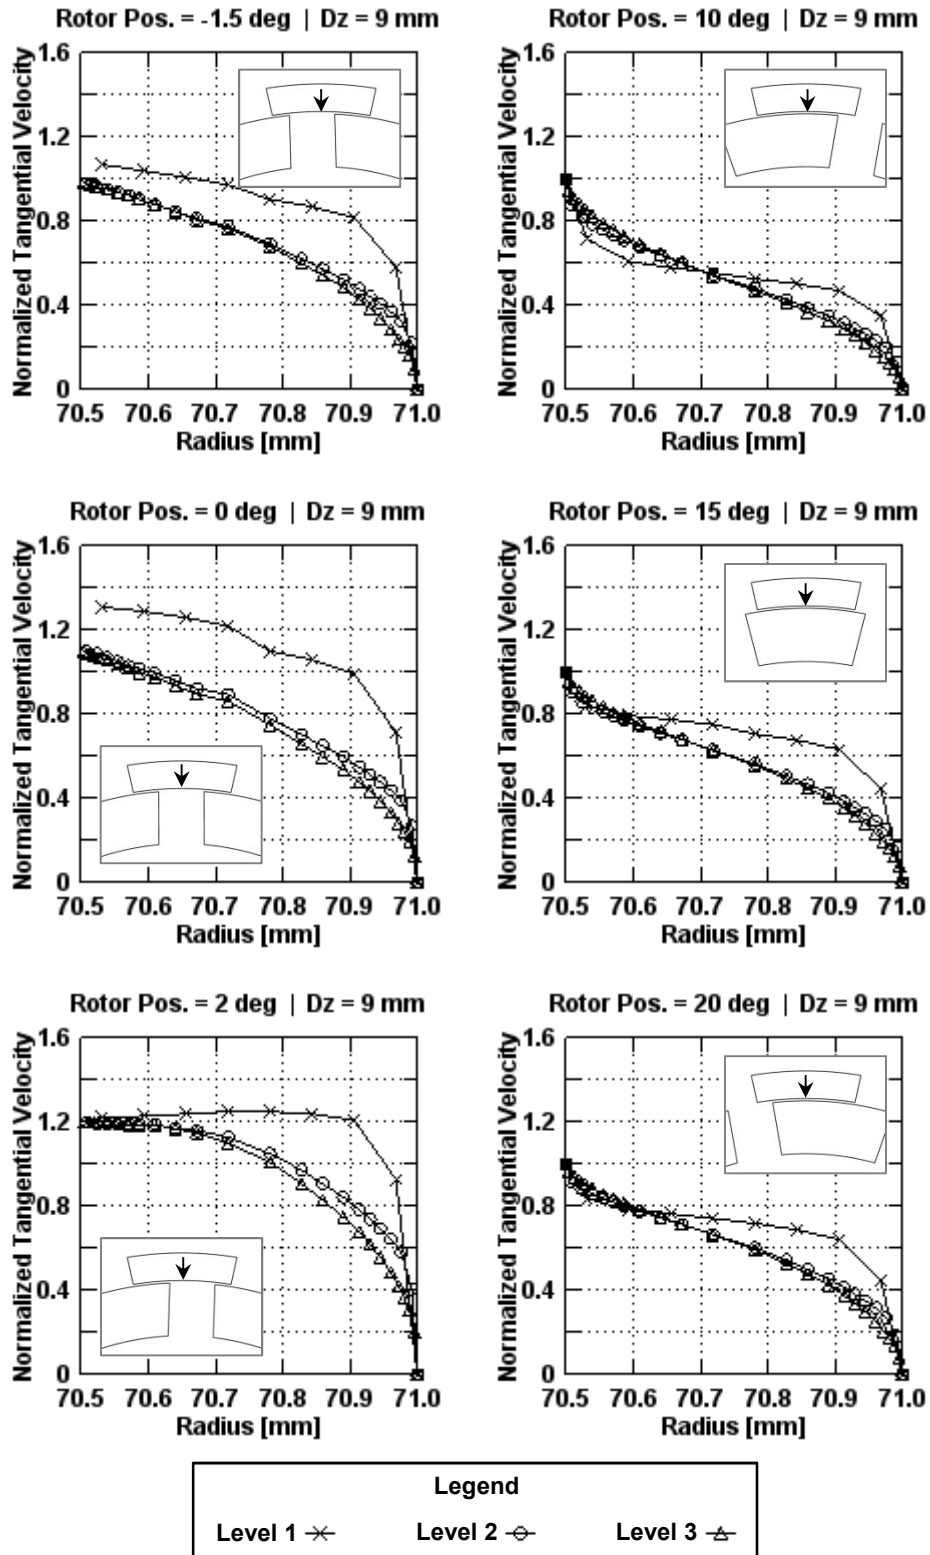 Rotor Pos. = -1.5 deg | Dz = 9 mm
Normalized Tangential Velocity
1.6
1.2
0.8
0.4
0
70.5 70.6 70.7 70.8 70.9 71.0
Radius [mm]
Rotor Pos. = 10 deg | Dz = 9 mm
Normalized Tangential Velocity
1.6
1.2
0.8
0.4
0
70.5 70.6 70.7 70.8 70.9 71.0
Radius [mm]
Rotor Pos. = 0 deg | Dz = 9 mm
Normalized Tangential Velocity
1.6
1.2
0.8
0.4
0
70.5 70.6 70.7 70.8 70.9 71.0
Radius [mm]
Rotor Pos. = 15 deg | Dz = 9 mm
Normalized Tangential Velocity
1.6
1.2
0.8
0.4
0
70.5 70.6 70.7 70.8 70.9 71.0
Radius [mm]
Rotor Pos. = 2 deg | Dz = 9 mm
Normalized Tangential Velocity
1.6
1.2
0.8
0.4
0
70.5 70.6 70.7 70.8 70.9 71.0
Radius [mm]
Rotor Pos. = 20 deg | Dz = 9 mm
Normalized Tangential Velocity
1.6
1.2
0.8
0.4
0
70.5 70.6 70.7 70.8 70.9 71.0
Radius [mm]
Legend
Level 1 Level 2 Level 3